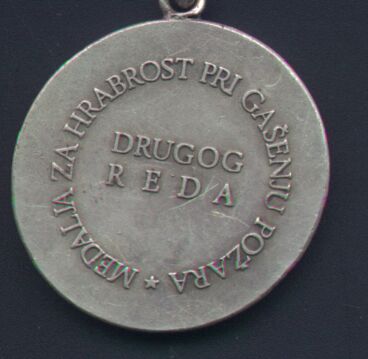 MEDALJA ZA HRABROST PRI GAŠENJU POŽARA ★
DRUGOG
REDA